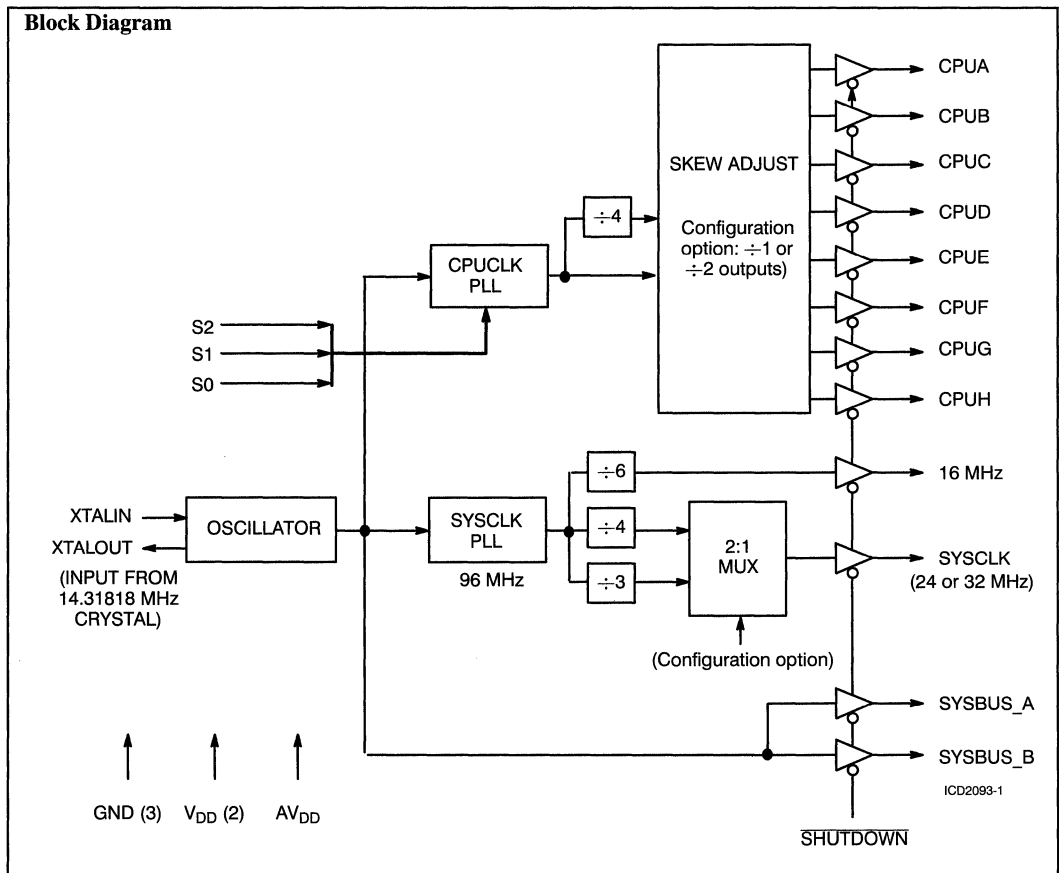 Block Diagram
CPUA
CPUB
CPUC
CPUD
CPUE
CPUF
CPUG
CPUH
SKEW ADJUST
Configuration
option: ÷1 or
÷2 outputs)
÷4
CPUCLK
PLL
S2
S1
S0
÷6
16 MHz
XTALIN
XTALOUT
(INPUT FROM
14.31818 MHz
CRYSTAL)
OSCILLATOR
SYSCLK
PLL
96 MHz
÷4
÷3
2:1
MUX
(Configuration option)
SYSCLK
(24 or 32 MHz)
SYSBUS_A
SYSBUS_B
ICD2093-1
GND (3)
VDD (2)
AVDD
SHUTDOWN